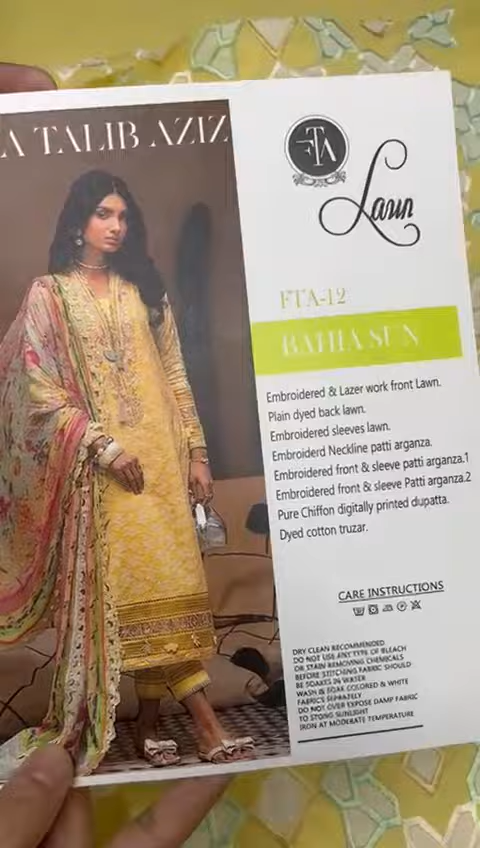 A TALIB AZIZ
FTA
Lawn
FTA-12
BAHIA SUN
Embroidered & Lazer work front Lawn.
Plain dyed back lawn.
Embroidered sleeves lawn.
Embroiderd Neckline patti arganza.
Embroidered front & sleeve patti arganza.1
Embroidered front & sleeve Patti arganza.2
Pure Chiffon digitally printed dupatta.
Dyed cotton truzar.
CARE INSTRUCTIONS
DRY CLEAN RECOMMENDED
DO NOT USE ANY TYPE OF BLEACH
OR STAIN REMOVING CHEMICALS
BEFORE STITCHING FABRIC SHOULD
BE SOAKES IN WATER
WASH IN SOAK COLORED & WHITE
FABRICS SEPRATELY
DO NOT OVER EXPOSE DAMP FABRIC
TO STONG SUNLIGHT
IRON AT MODERATE TEMPERATURE